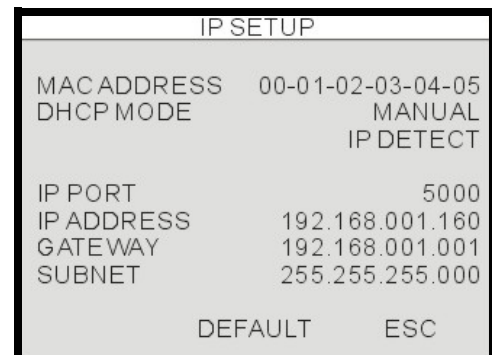 IP SETUP
MAC ADDRESS 00-01-02-03-04-05
DHCP MODE MANUAL
IP DETECT
IP PORT 5000
IP ADDRESS 192.168.001.160
GATEWAY 192.168.001.001
SUBNET 255.255.255.000
DEFAULT ESC